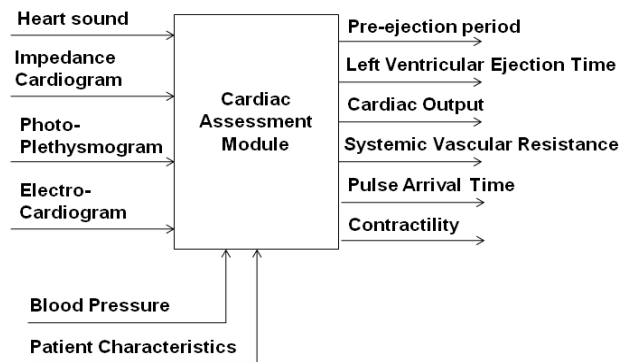 Heart sound
Impedance
Cardiogram
Photo-
Plethysmogram
Electro-
Cardiogram
Cardiac
Assessment
Module
Pre-ejection period
Left Ventricular Ejection Time
Cardiac Output
Systemic Vascular Resistance
Pulse Arrival Time
Contractility
Blood Pressure
Patient Characteristics